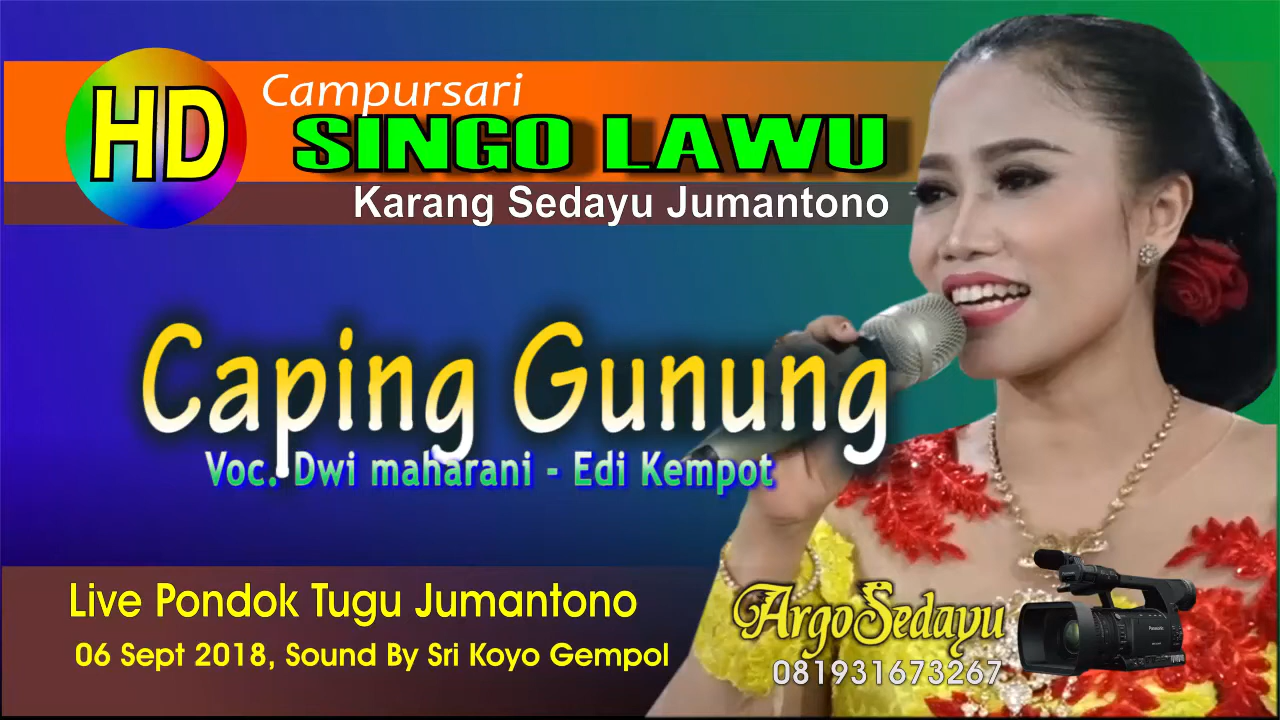 HD
Campursari
SINGO LAWU
Karang Sedayu Jumantono
Caping Gunung
Voc. Dwi maharani - Edi Kempot
Live Pondok Tugu Jumantono
06 Sept 2018, Sound By Sri Koyo Gempol
ArgoSedayu
081931673267
Panasonic